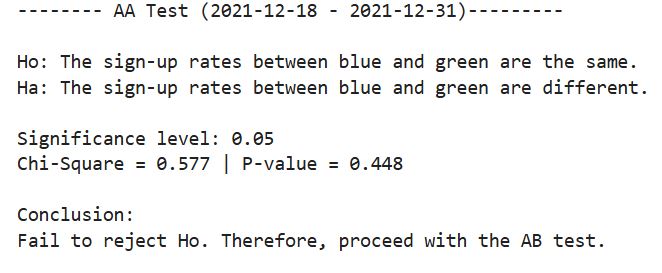 -------- AA Test (2021-12-18 - 2021-12-31)---------
Ho: The sign-up rates between blue and green are the same.
Ha: The sign-up rates between blue and green are different.
Significance level: 0.05
Chi-Square = 0.577 | P-value = 0.448
Conclusion:
Fail to reject Ho. Therefore, proceed with the AB test.